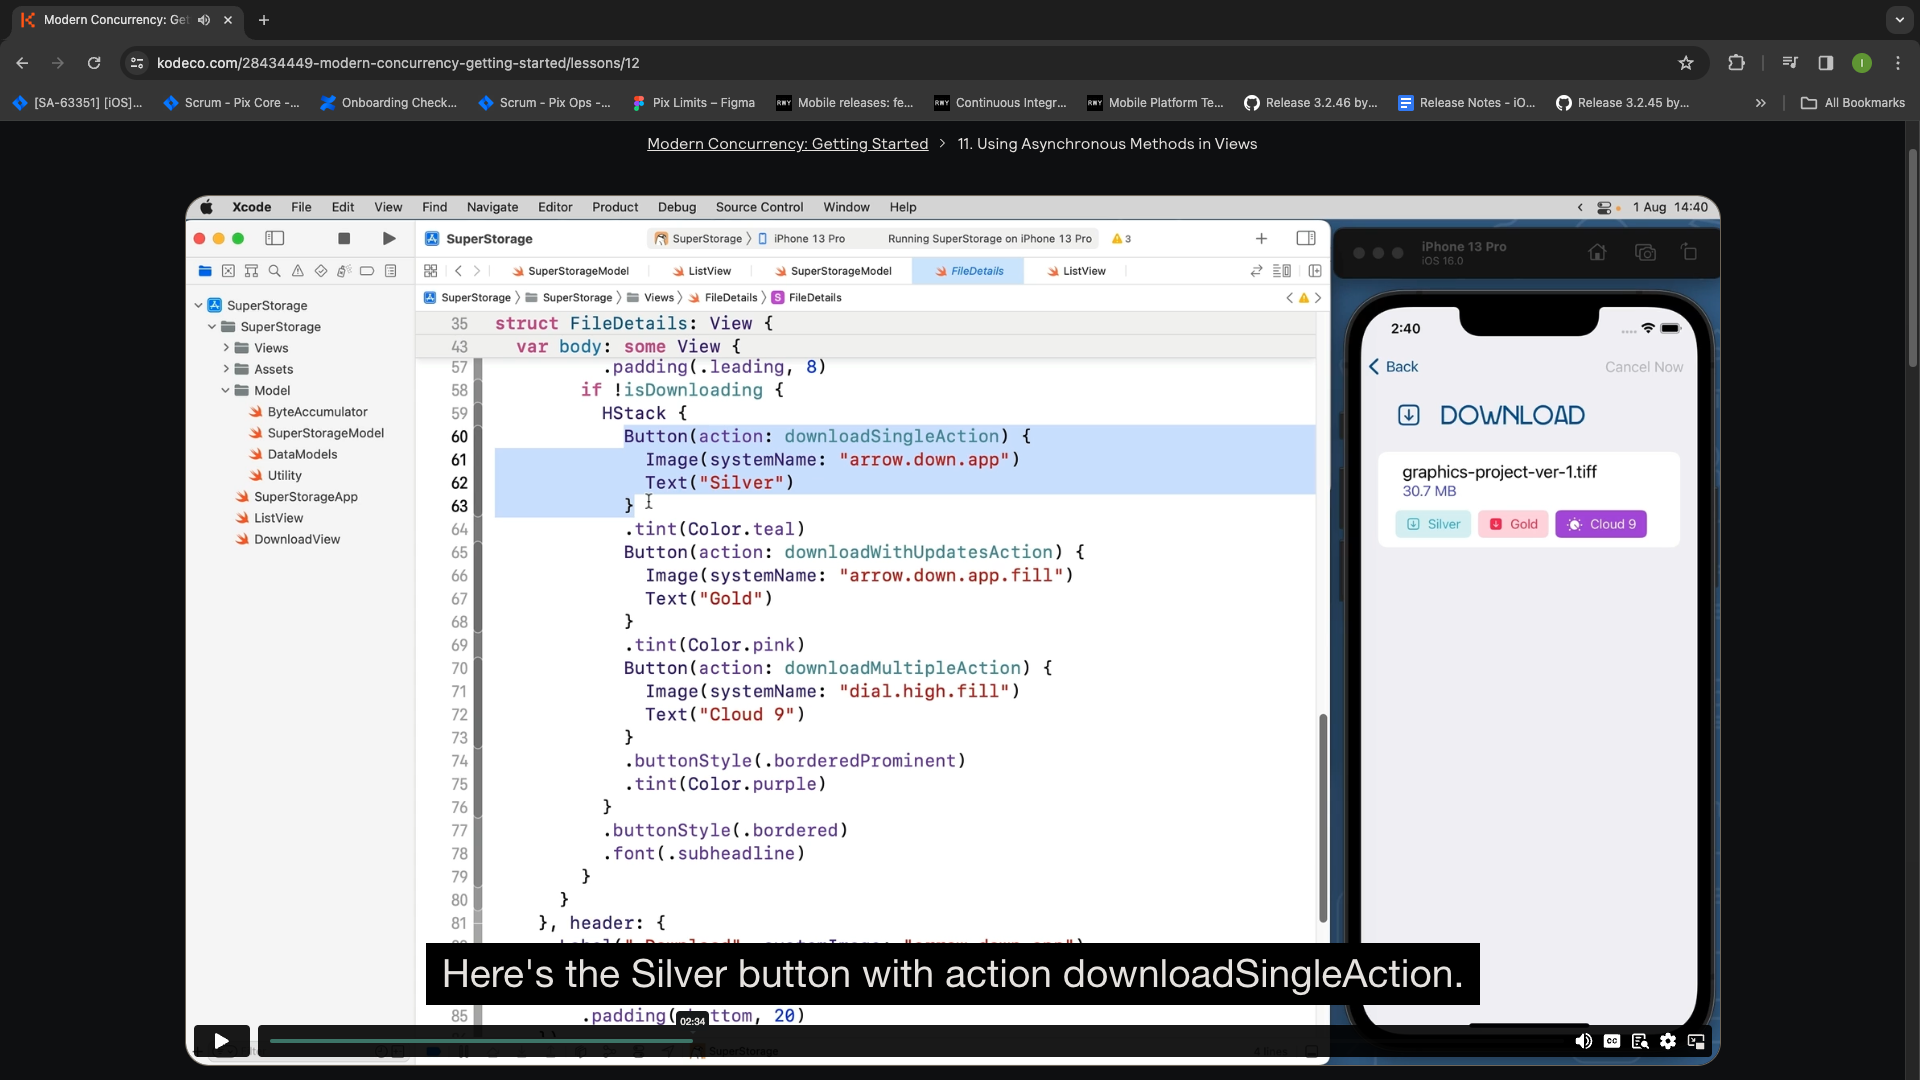 Modern Concurrency: Get
kodeco.com/28434449-modern-concurrency-getting-started/lessons/12
I
[SA-63351] [iOS]...
Scrum - Pix Core -...
Onboarding Check...
Scrum - Pix Ops -...
Pix Limits – Figma
Mobile releases: fe...
Continuous Integr...
Mobile Platform Te...
Release 3.2.46 by...
Release Notes - iO...
Release 3.2.45 by...
All Bookmarks
Modern Concurrency: Getting Started > 11. Using Asynchronous Methods in Views
Xcode File Edit View Find Navigate Editor Product Debug Source Control Window Help
1 Aug 14:40
SuperStorage
SuperStorage
iPhone 13 Pro
Running SuperStorage on iPhone 13 Pro
3
SuperStorageModel
ListView
SuperStorageModel
FileDetails
ListView
SuperStorage
SuperStorage
Views
FileDetails
S FileDetails
SuperStorage
SuperStorage
Views
Assets
Model
ByteAccumulator
SuperStorageModel
DataModels
Utility
SuperStorageApp
ListView
DownloadView
35 struct FileDetails: View {
43 var body: some View {
57 .padding(.leading, 8)
58 if !isDownloading {
59 HStack {
60 Button(action: downloadSingleAction) {
61 Image(systemName: "arrow.down.app")
62 Text("Silver")
63 }
64 .tint(Color.teal)
65 Button(action: downloadWithUpdatesAction) {
66 Image(systemName: "arrow.down.app.fill")
67 Text("Gold")
68 }
69 .tint(Color.pink)
70 Button(action: downloadMultipleAction) {
71 Image(systemName: "dial.high.fill")
72 Text("Cloud 9")
73 }
74 .buttonStyle(.borderedProminent)
75 .tint(Color.purple)
76 }
77 .buttonStyle(.bordered)
78 .font(.subheadline)
79 }
80 }
81 }, header: {
Here's the Silver button with action downloadSingleAction.
85 .padding( ttom, 20)
02:34
SuperStorage
4 lines
CC
iPhone 13 Pro
iOS 16.0
2:40
Back
Cancel Now
DOWNLOAD
graphics-project-ver-1.tiff
30.7 MB
Silver
Gold
Cloud 9